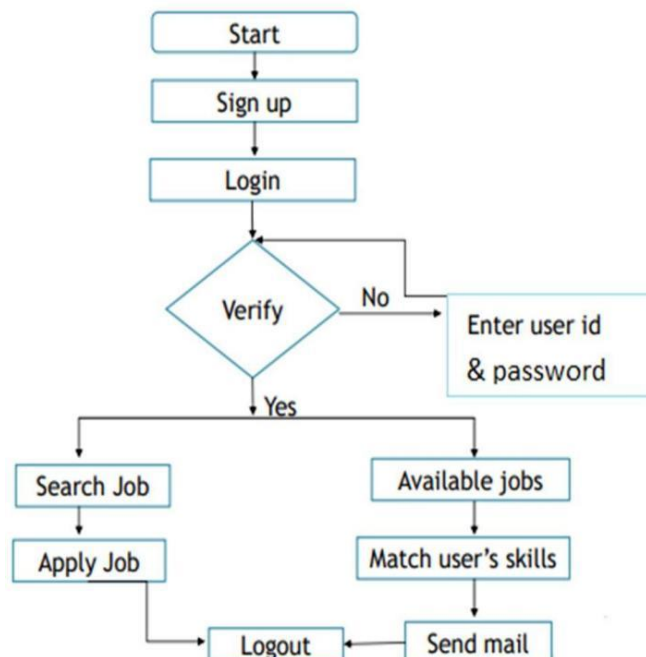 Start
Sign up
Login
Verify
No
Enter user id
& password
Yes
Search Job
Available jobs
Apply Job
Match user's skills
Logout
Send mail